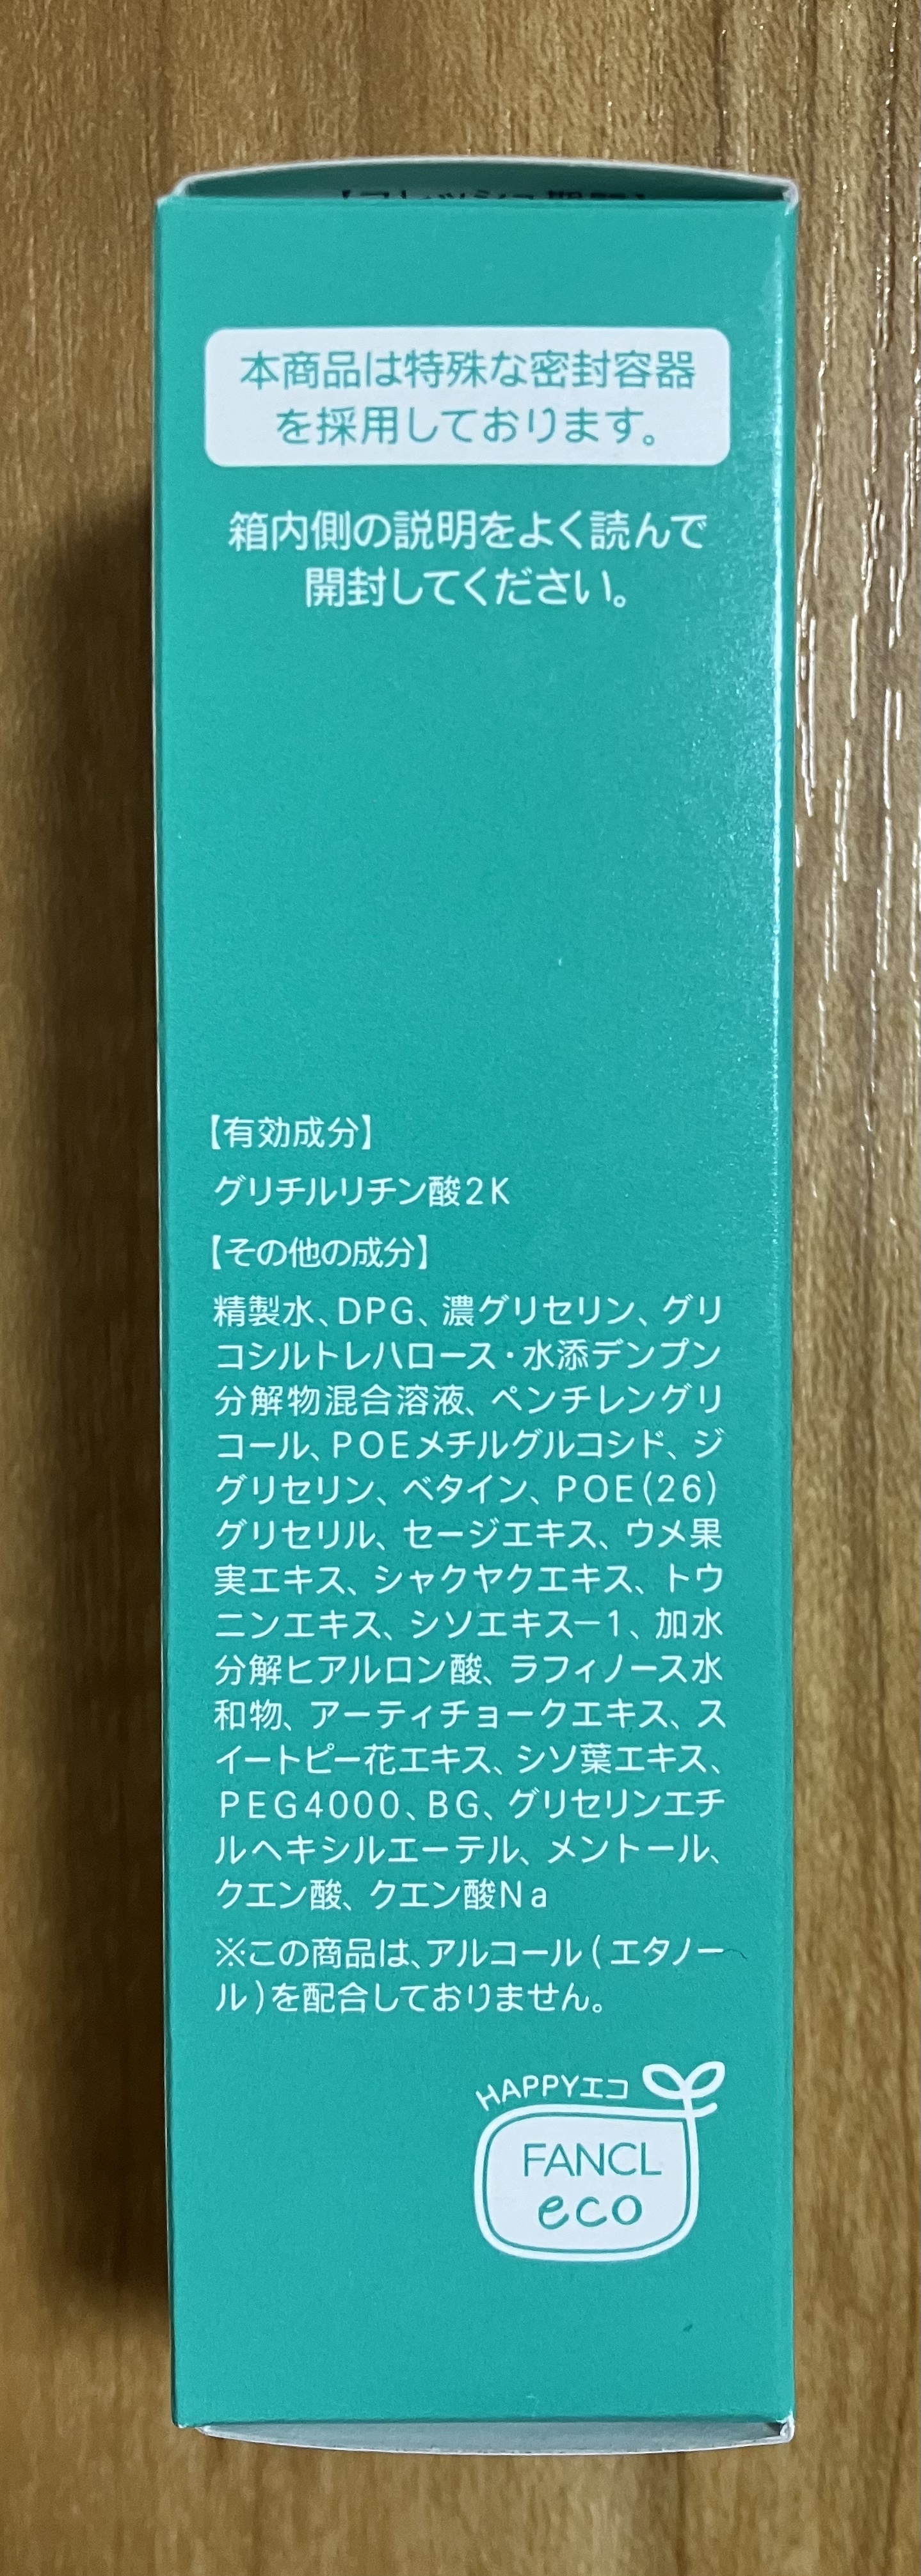 本商品は特殊な密封容器
を採用しております。
箱内側の説明をよく読んで
開封してください。
【有効成分】
グリチルリチン酸2K
【その他の成分】
精製水、DPG、濃グリセリン、グリ
コシルトレハロース・水添デンプン
分解物混合溶液、ペンチレングリ
コール、POEメチルグルコシド、ジ
グリセリン、ベタイン、POE(26)
グリセリル、セージエキス、ウメ果
実エキス、シャクヤクエキス、トウ
ニンエキス、シソエキス−1、加水
分解ヒアルロン酸、ラフィノース水
和物、アーティチョークエキス、ス
イートピー花エキス、シソ葉エキス、
PEG4000、BG、グリセリンエチ
ルヘキシルエーテル、メントール、
クエン酸、クエン酸Na
※この商品は、アルコール(エタノー
ル)を配合しておりません。
HAPPYエコ
FANCL
eco